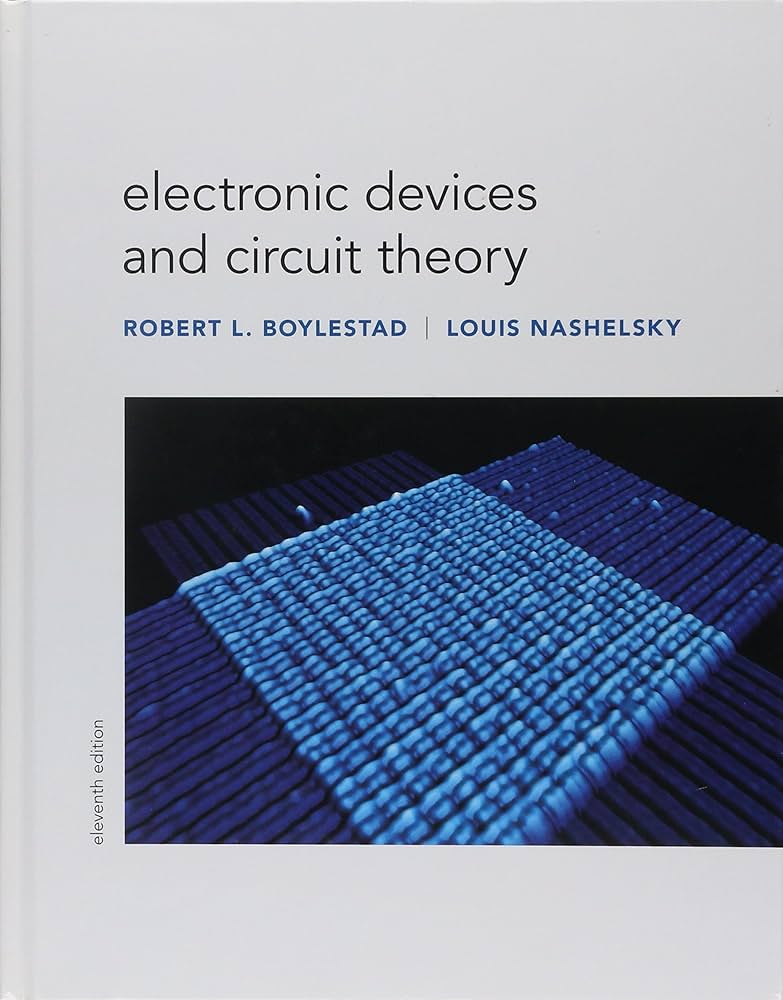 electronic devices
and circuit theory
ROBERT L. BOYLESTAD | LOUIS NASHELSKY
eleventh edition